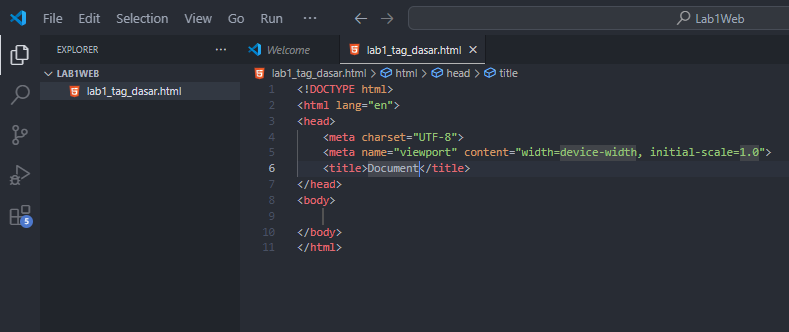 File Edit Selection View Go Run ··· Lab1Web
EXPLORER ···
LAB1WEB
lab1_tag_dasar.html
Welcome lab1_tag_dasar.html
lab1_tag_dasar.html > html > head > title
1 <!DOCTYPE html>
2 <html lang="en">
3 <head>
4 <meta charset="UTF-8">
5 <meta name="viewport" content="width=device-width, initial-scale=1.0">
6 <title>Document</title>
7 </head>
8 <body>
9
10 </body>
11 </html>
5